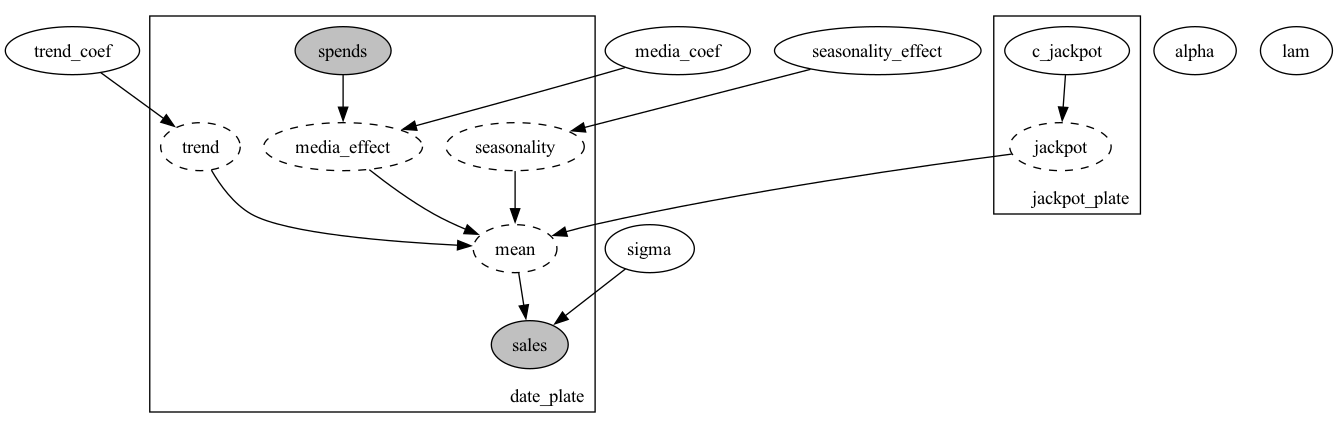 trend_coef
spends
media_coef
seasonality_effect
c_jackpot
alpha
lam
trend
media_effect
seasonality
jackpot
jackpot_plate
mean
sigma
sales
date_plate